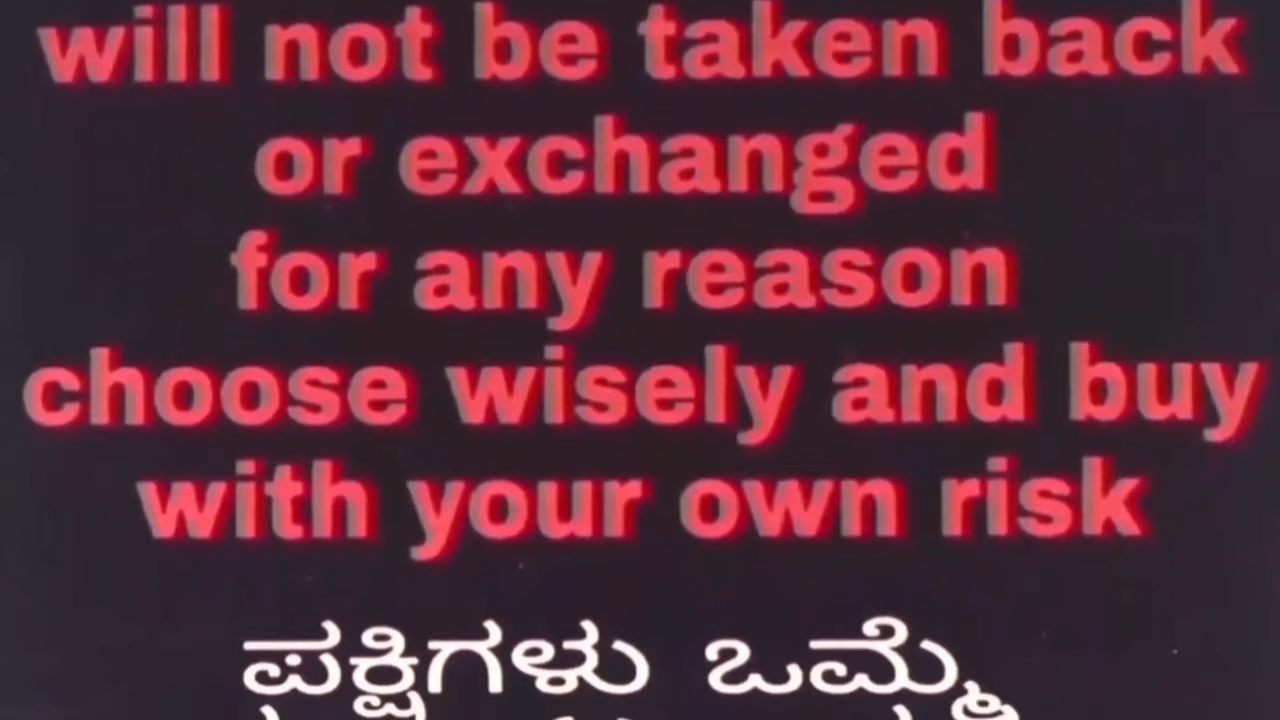 will not be taken back
or exchanged
for any reason
choose wisely and buy
with your own risk
ಪಕ್ಷಿಗಳು ಒಮ್ಮೆ